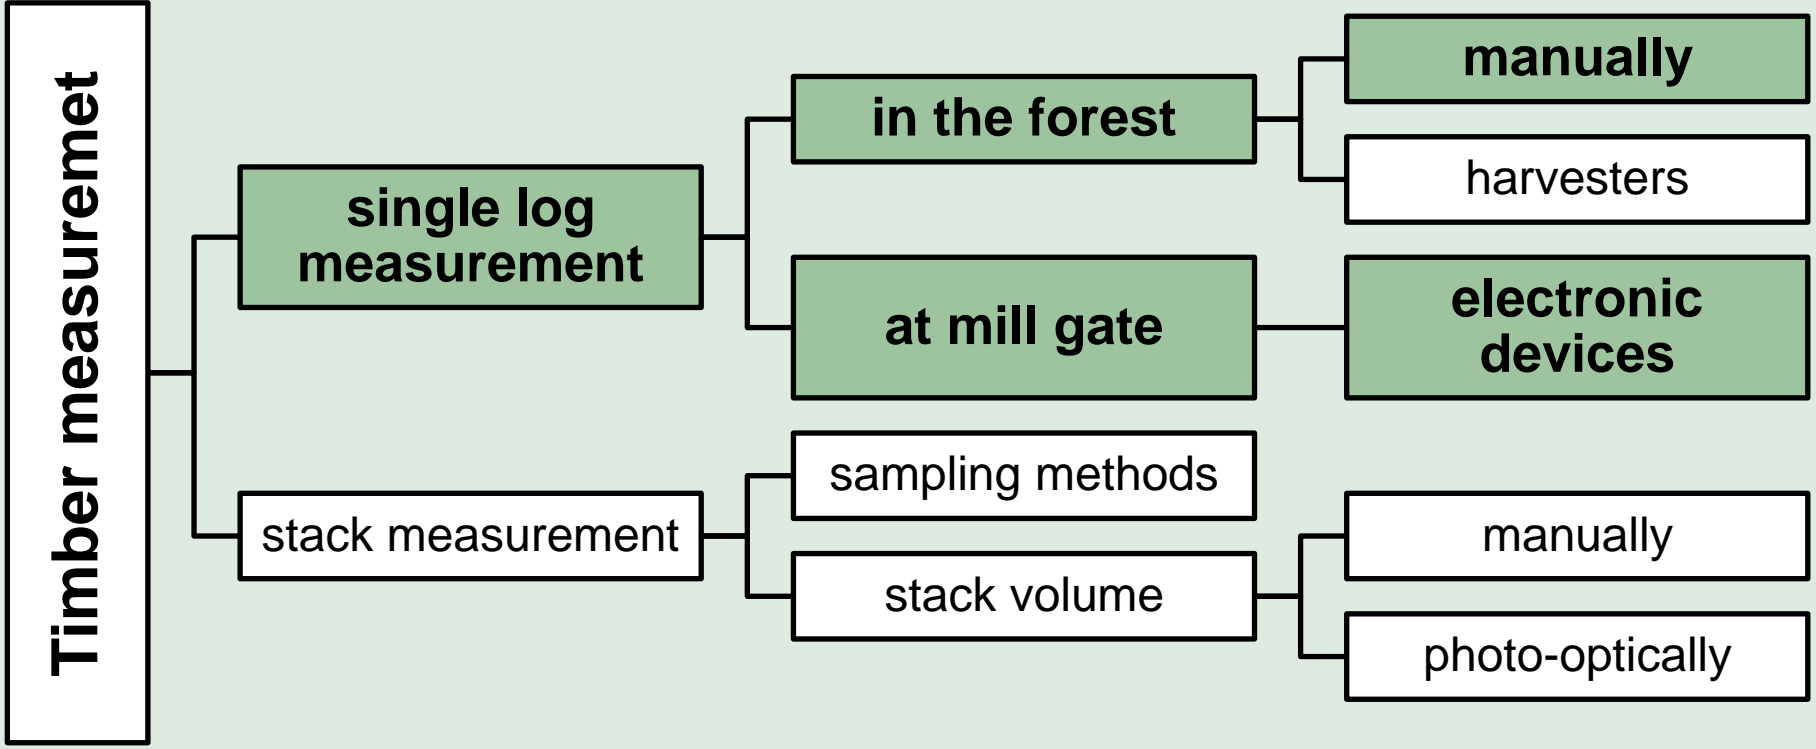 Timber measuremet
single log
measurement
in the forest
manually
harvesters
at mill gate
electronic
devices
stack measurement
sampling methods
stack volume
manually
photo-optically